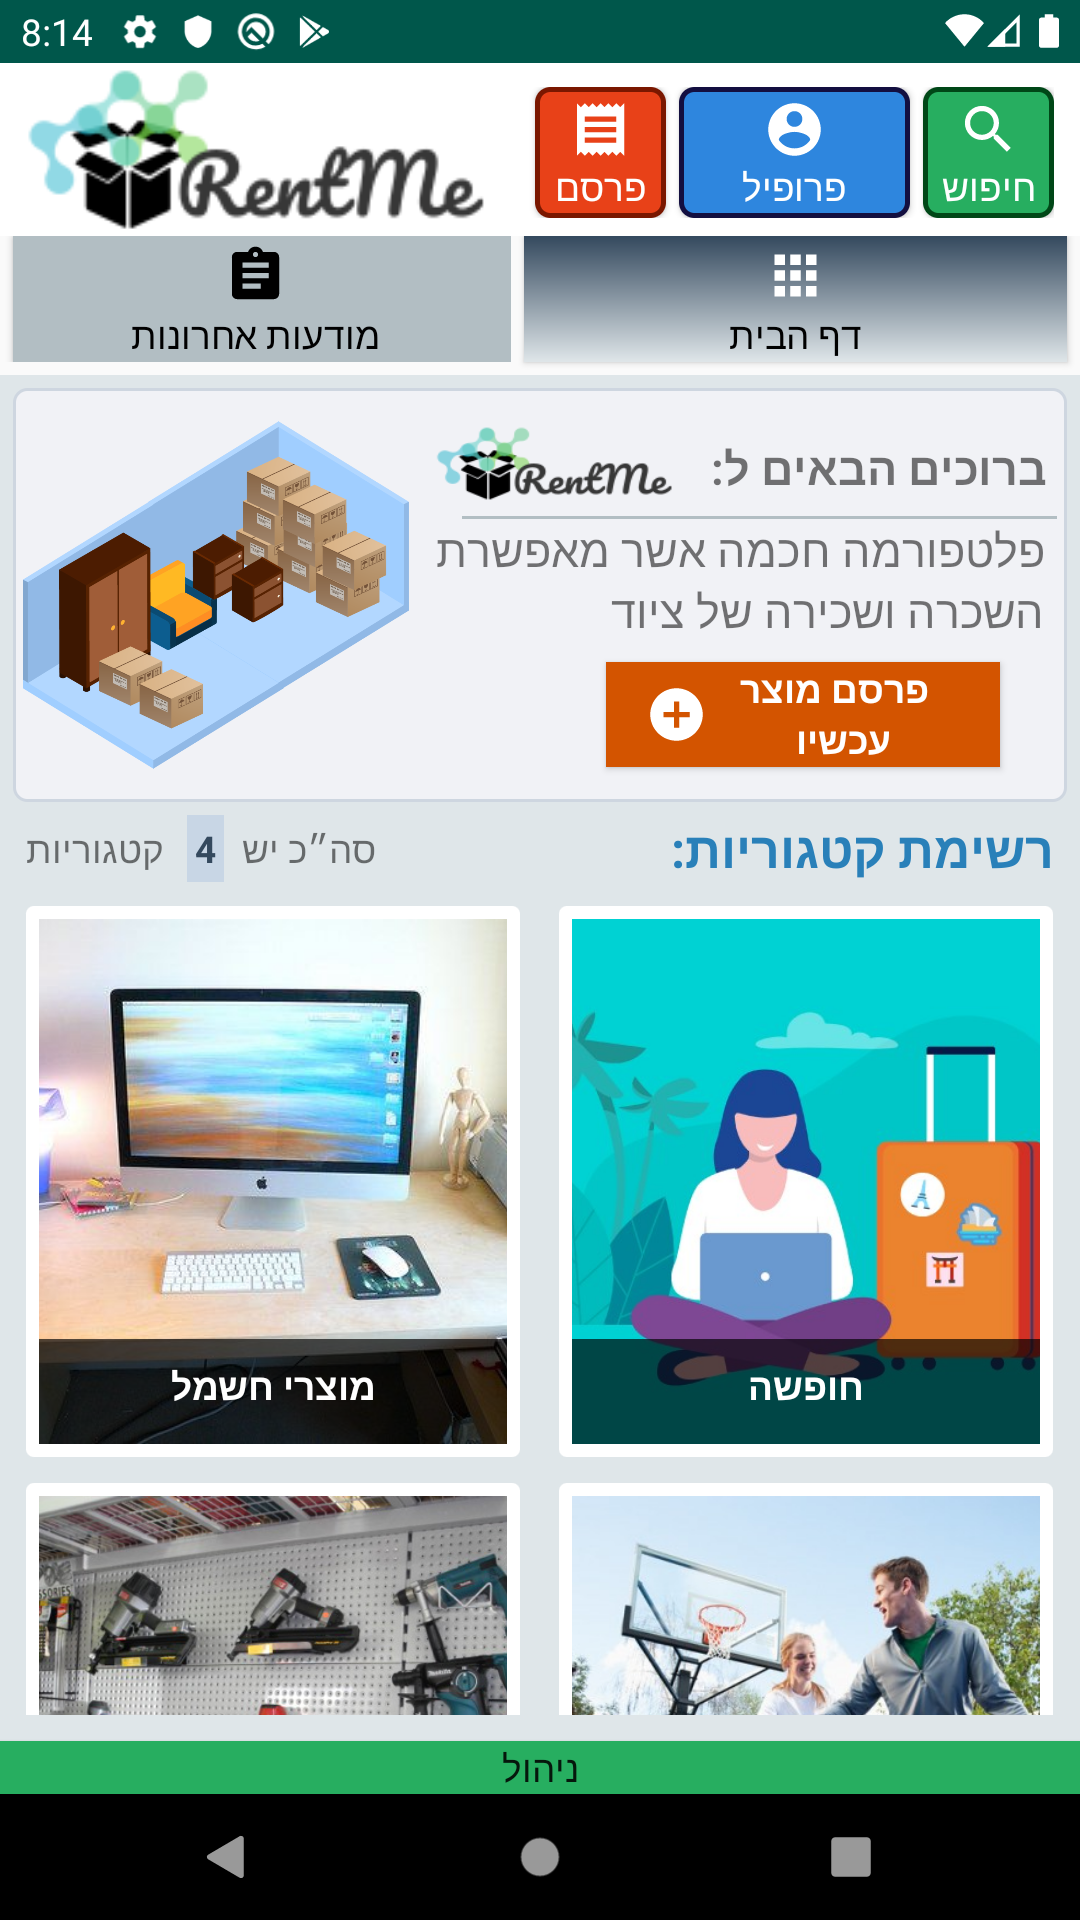 8:14
RentMe
חיפוש
פרופיל
פרסם
דף הבית
מודעות אחרונות
ברוכים הבאים ל:
RentMe
פלטפורמה חכמה אשר מאפשרת
השכרה ושכירה של ציוד
פרסם מוצר
עכשיו
רשימת קטגוריות:
סה״כ יש 4 קטגוריות
חופשה
מוצרי חשמל
ניהול